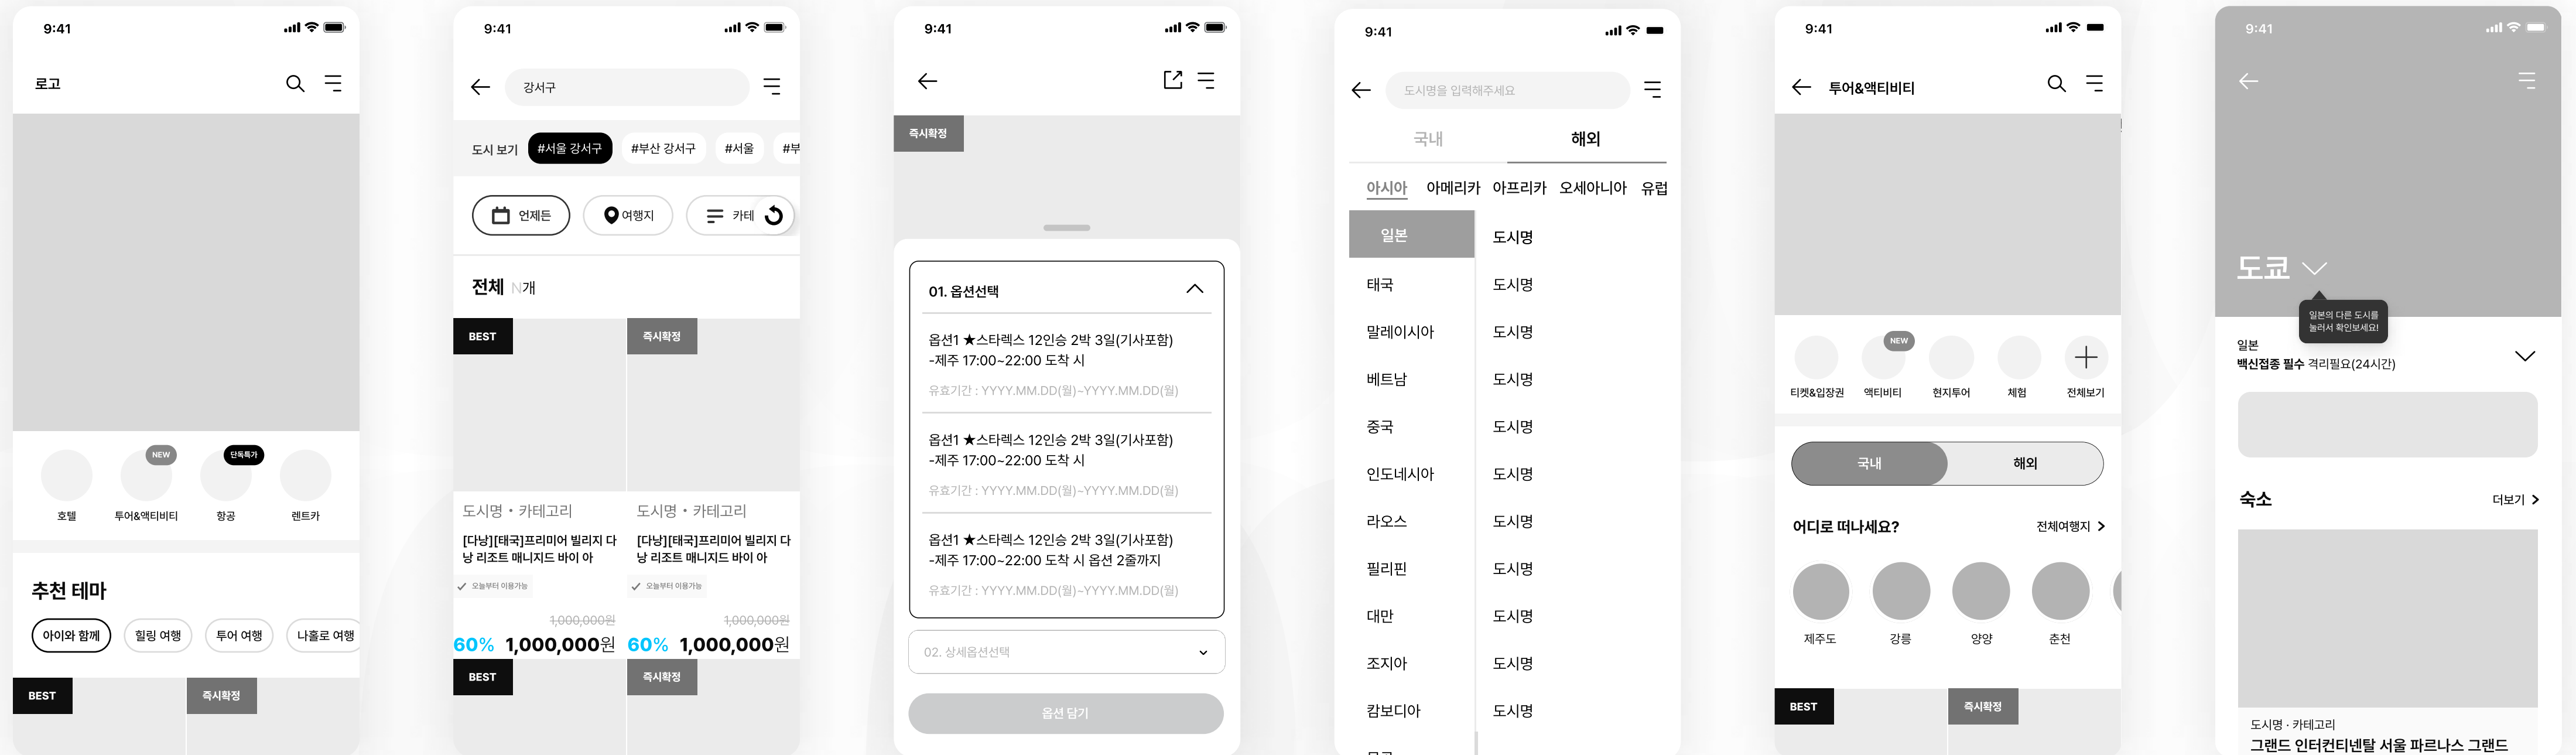 9:41
로고
NEW
단독특가
호텔
투어&액티비티
항공
렌트카
추천 테마
아이와 함께
힐링 여행
투어 여행
나홀로 여행
BEST
즉시확정
9:41
강서구
도시 보기
#서울 강서구
#부산 강서구
#서울
#부
언제든
여행지
카테
전체 N개
BEST
즉시확정
도시명 • 카테고리
[다낭][태국]프리미어 빌리지 다
낭 리조트 매니지드 바이 아
오늘부터 이용가능
1,000,000원
60% 1,000,000원
도시명 • 카테고리
[다낭][태국]프리미어 빌리지 다
낭 리조트 매니지드 바이 아
오늘부터 이용가능
1,000,000원
60% 1,000,000원
BEST
즉시확정
9:41
즉시확정
01. 옵션선택
옵션1 ★스타렉스 12인승 2박 3일(기사포함)
-제주 17:00~22:00 도착 시
유효기간 : YYYY.MM.DD(월)~YYYY.MM.DD(월)
옵션1 ★스타렉스 12인승 2박 3일(기사포함)
-제주 17:00~22:00 도착 시
유효기간 : YYYY.MM.DD(월)~YYYY.MM.DD(월)
옵션1 ★스타렉스 12인승 2박 3일(기사포함)
-제주 17:00~22:00 도착 시 옵션 2줄까지
유효기간 : YYYY.MM.DD(월)~YYYY.MM.DD(월)
02. 상세옵션선택
옵션 담기
9:41
도시명을 입력해주세요
국내
해외
아시아
아메리카
아프리카
오세아니아
유럽
일본
태국
말레이시아
베트남
중국
인도네시아
라오스
필리핀
대만
조지아
캄보디아
도시명
도시명
도시명
도시명
도시명
도시명
도시명
도시명
도시명
도시명
도시명
9:41
투어&액티비티
NEW
티켓&입장권
액티비티
현지투어
체험
전체보기
국내
해외
어디로 떠나세요?
전체여행지
제주도
강릉
양양
춘천
BEST
즉시확정
9:41
도쿄
일본의 다른 도시를
눌러서 확인보세요!
일본
백신접종 필수 격리필요(24시간)
숙소
더보기
도시명 · 카테고리
그랜드 인터컨티넨탈 서울 파르나스 그랜드